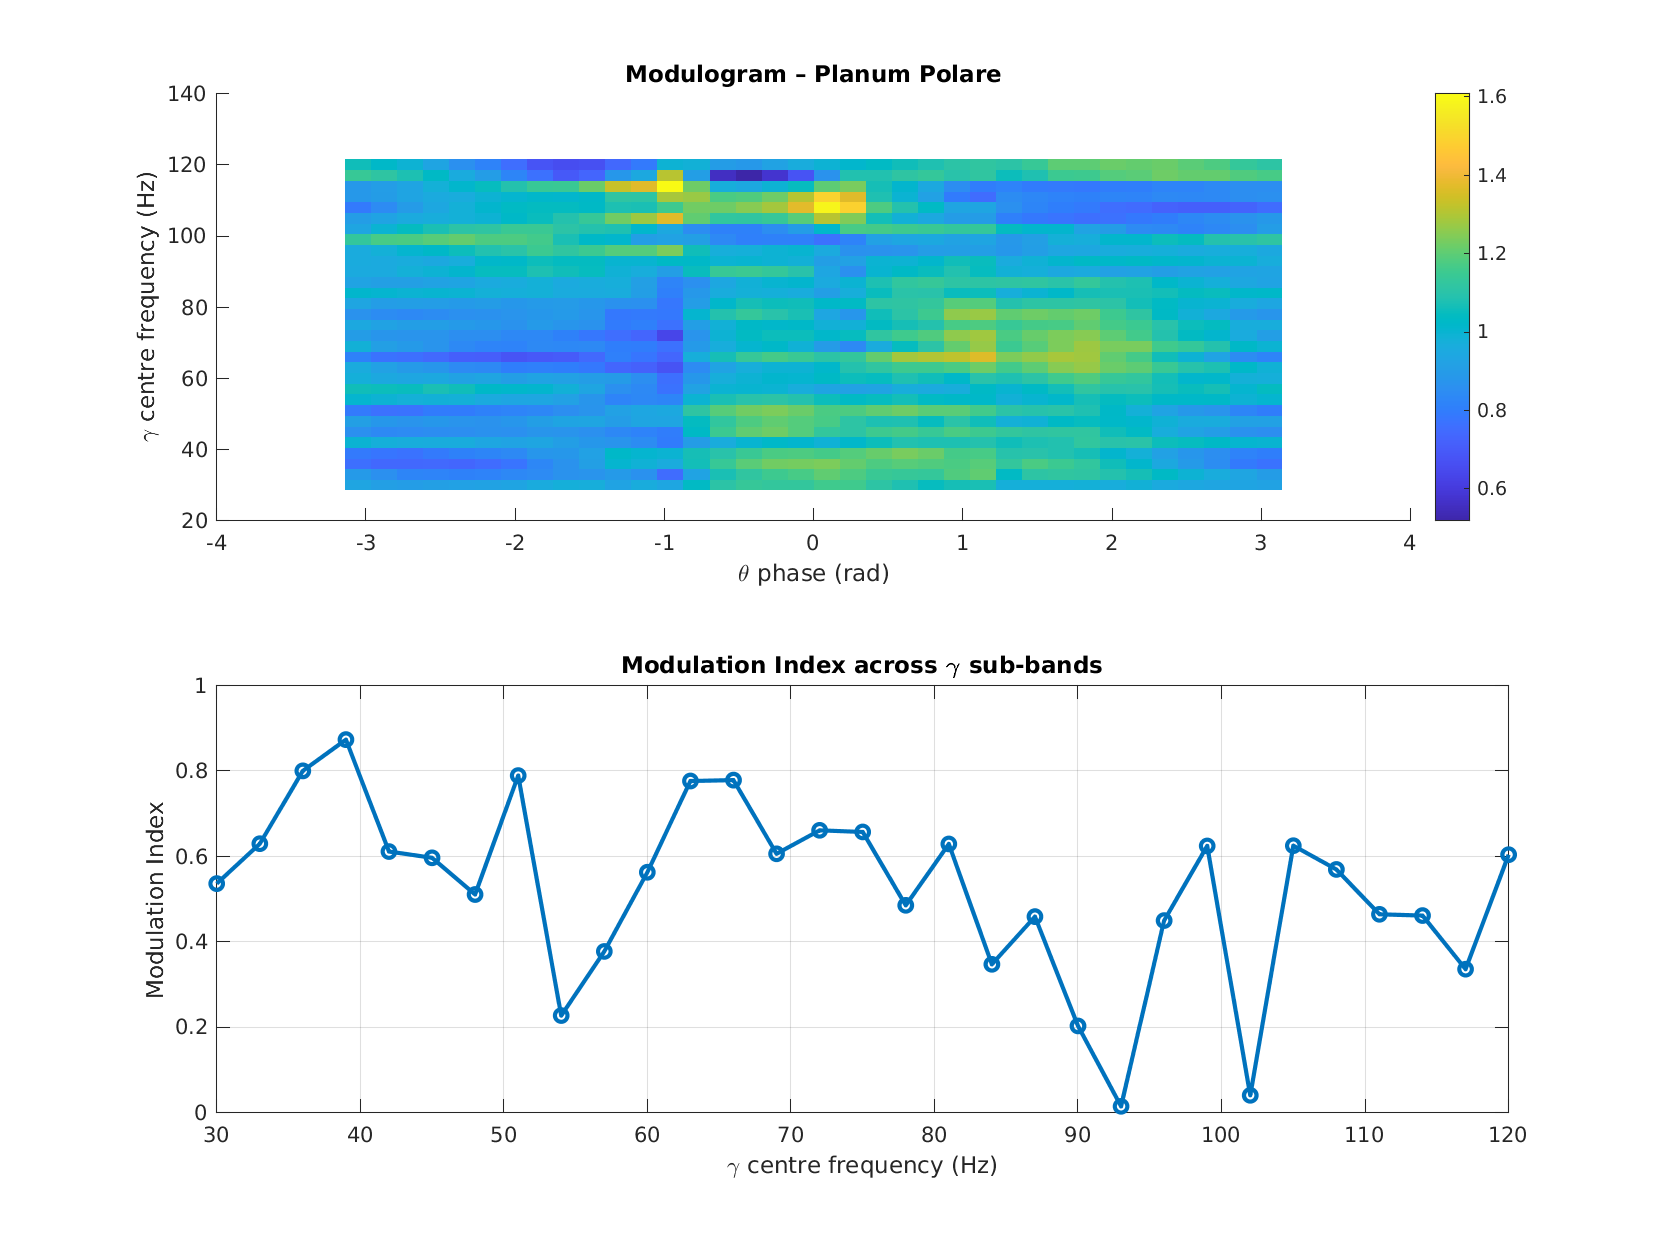 Modulogram – Planum Polare
140
120
100
80
60
40
20
γ centre frequency (Hz)
-4 -3 -2 -1 0 1 2 3 4
θ phase (rad)
1.6
1.4
1.2
1
0.8
0.6
Modulation Index across γ sub-bands
1
0.8
0.6
0.4
0.2
0
Modulation Index
30 40 50 60 70 80 90 100 110 120
γ centre frequency (Hz)